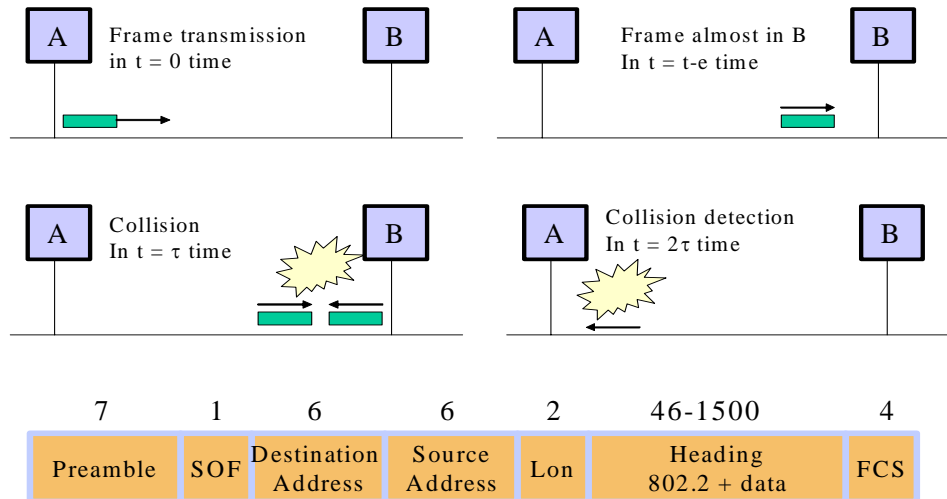 A
Frame transmission
in t = 0 time
B
A
Frame almost in B
In t = t-e time
B
A
Collision
In t = τ time
B
A
Collision detection
In t = 2τ time
B
7 1 6 6 2 46-1500 4
Preamble
SOF
Destination
Address
Source
Address
Lon
Heading
802.2 + data
FCS